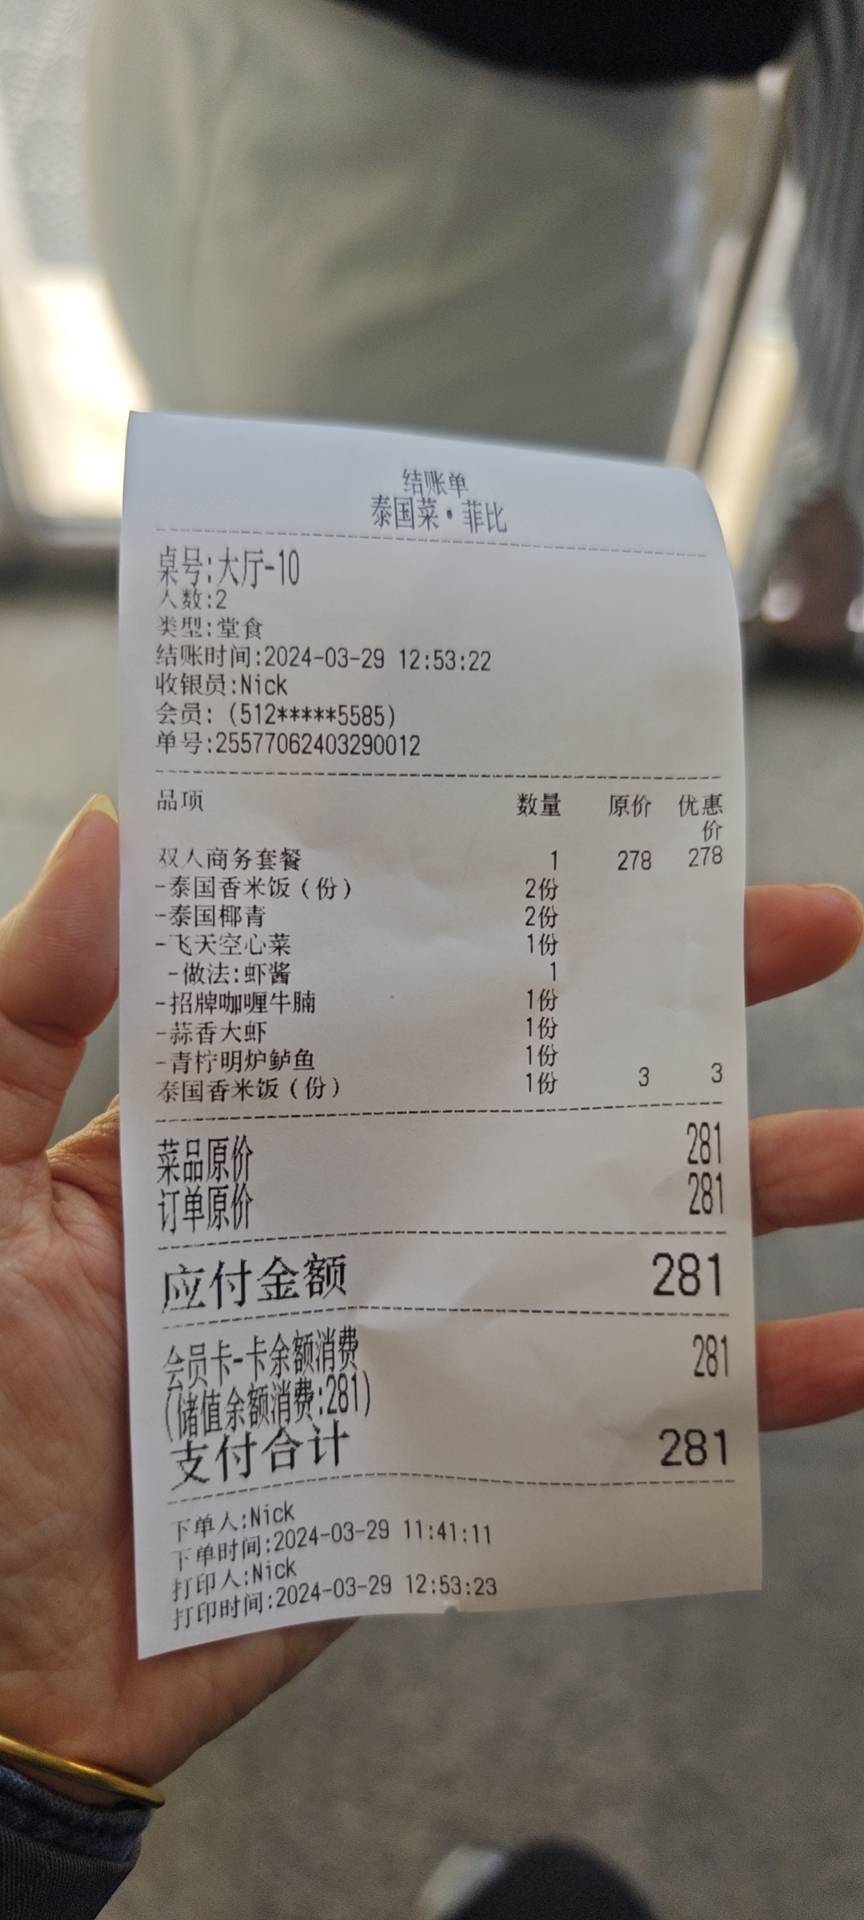 结账单
泰国菜·菲比
桌号:大厅-10
人数:2
类型:堂食
结账时间:2024-03-29 12:53:22
收银员:Nick
会员: (512*****5585)
单号:25577062403290012
品项 数量 原价 优惠价
双人商务套餐 1 278 278
-泰国香米饭(份) 2份
-泰国椰青 2份
-飞天空心菜 1份
-做法:虾酱 1
-招牌咖喱牛腩 1份
-蒜香大虾 1份
-青柠明炉鲈鱼 1份
泰国香米饭(份) 1份 3 3
菜品原价 281
订单原价 281
应付金额 281
会员卡-卡余额消费 281
(储值余额消费:281)
支付合计 281
下单人:Nick
下单时间:2024-03-29 11:41:11
打印人:Nick
打印时间:2024-03-29 12:53:23